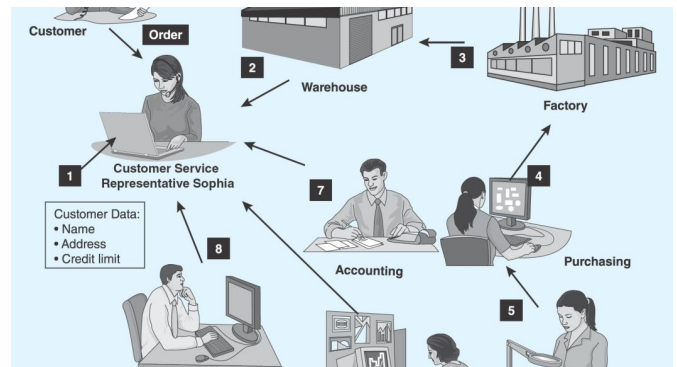 Customer
Order
2
3
Warehouse
Factory
1
Customer Service
Representative Sophia
7
4
Customer Data:
• Name
• Address
• Credit limit
8
Accounting
Purchasing
5